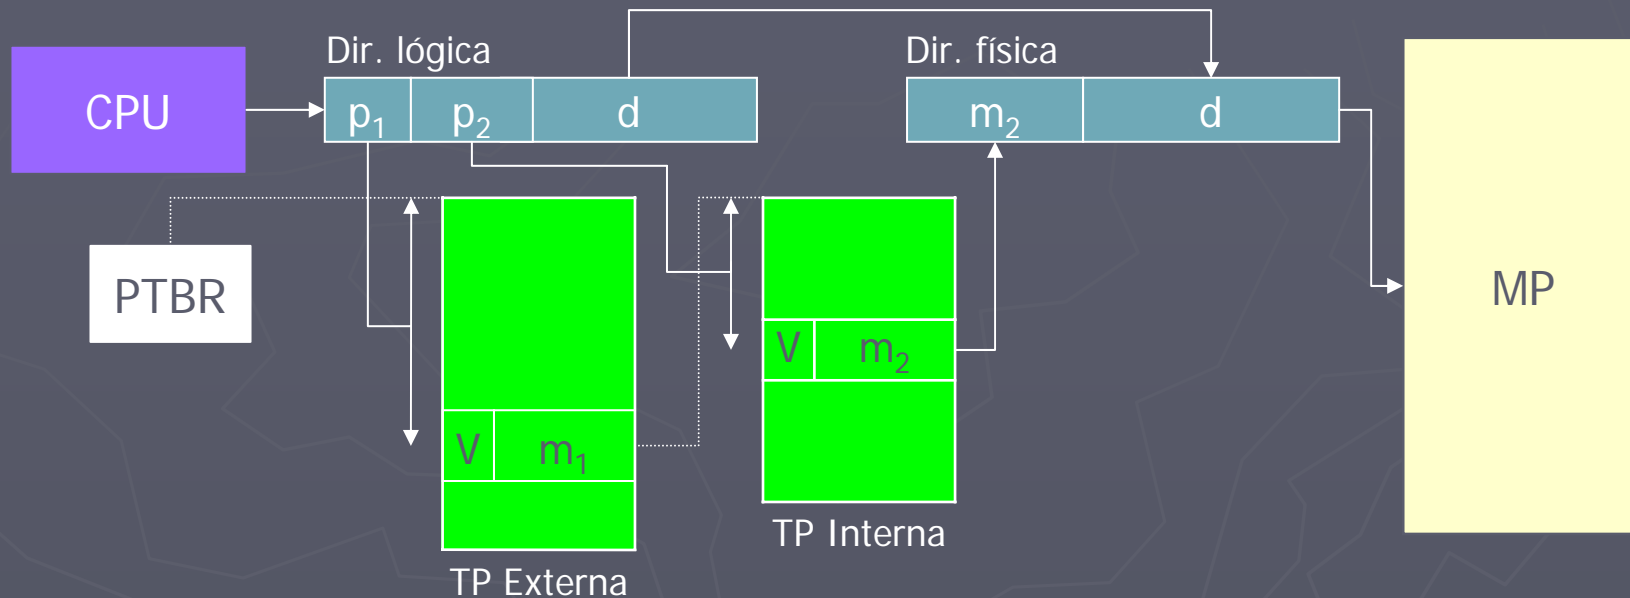 Dir. lógica
Dir. física
CPU
p₁
p₂
d
m₂
d
PTBR
MP
V
m₂
V
m₁
TP Interna
TP Externa